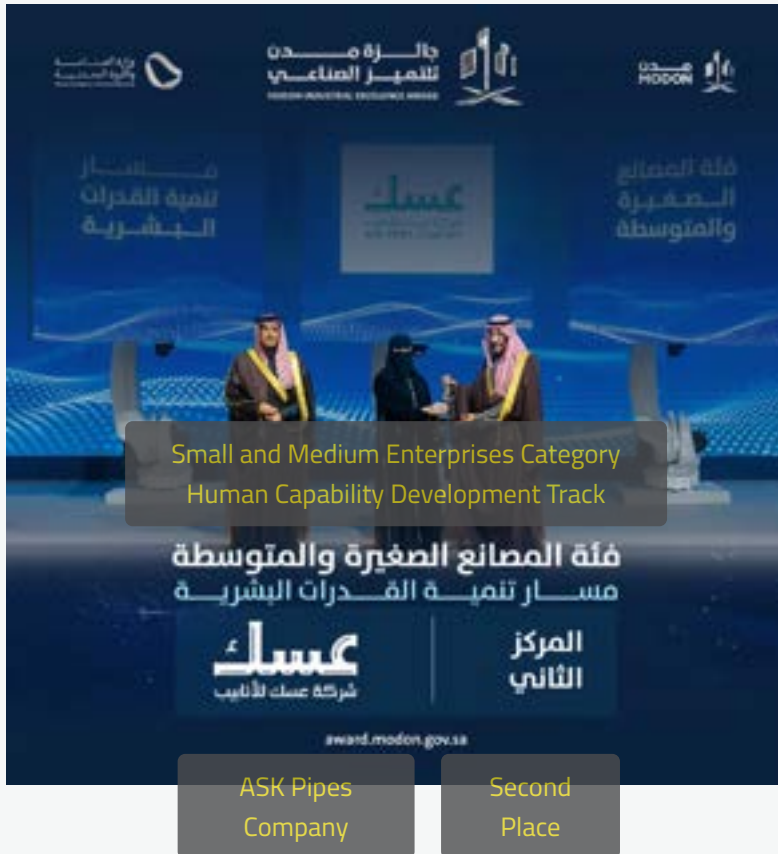 جائزة مدن
للتميز الصناعي
MODON INDUSTRIAL EXCELLENCE AWARD
مدن
MODON
مسار
تنمية القدرات
البشرية
عسك
فئة المصانع
الصغيرة
والمتوسطة
Small and Medium Enterprises Category
Human Capability Development Track
فئة المصانع الصغيرة والمتوسطة
مسار تنمية القدرات البشرية
المركز
الثاني
عسك
شركة عسك للأنابيب
award.modon.gov.sa
ASK Pipes
Company
Second
Place